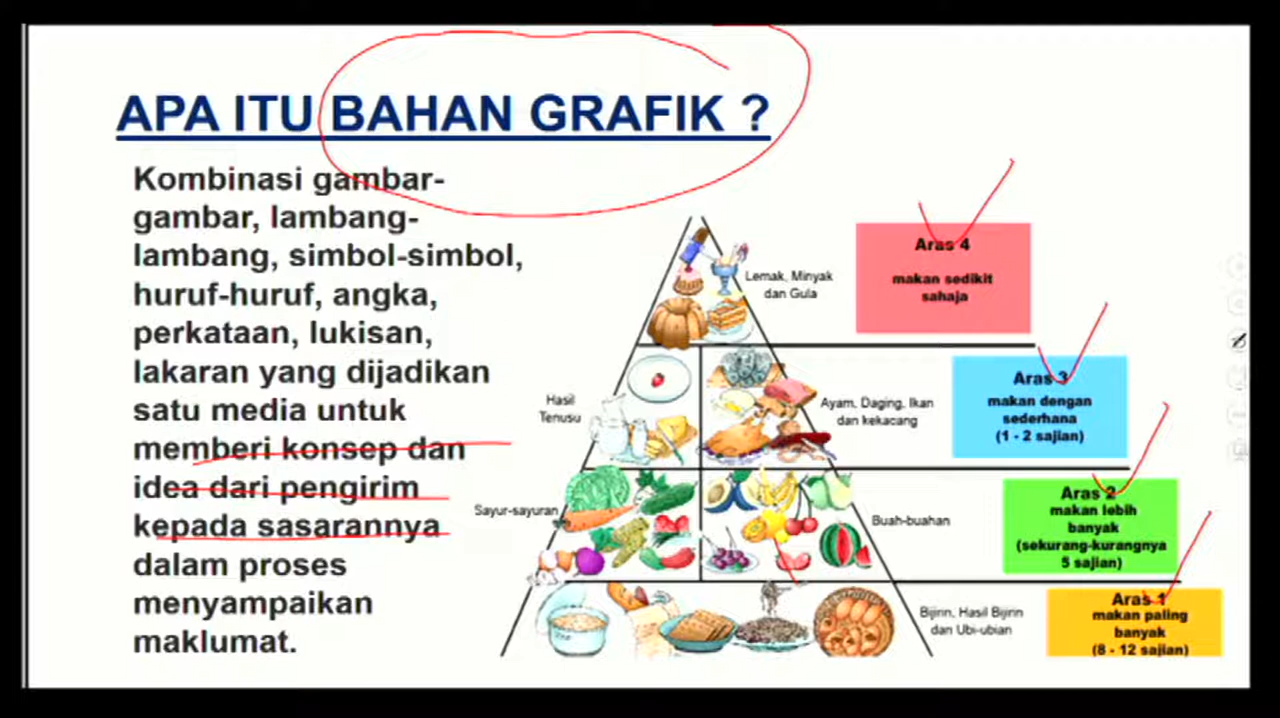 APA ITU BAHAN GRAFIK ?
Kombinasi gambar-
gambar, lambang-
lambang, simbol-simbol,
huruf-huruf, angka,
perkataan, lukisan,
lakaran yang dijadikan
satu media untuk
memberi konsep dan
idea dari pengirim
kepada sasarannya
dalam proses
menyampaikan
maklumat.
Lemak, Minyak
dan Gula
Aras 4
makan sedikit
sahaja
Hasil
Tenusu
Ayam, Daging, Ikan
dan kekacang
Aras 3
makan dengan
sederhana
(1 - 2 sajian)
Sayur-sayuran
Buah-buahan
Aras 2
makan lebih
banyak
(sekurang-kurangnya
5 sajian)
Bijirin, Hasil Bijirin
dan Ubi-ubian
Aras 1
makan paling
banyak
(8 - 12 sajian)